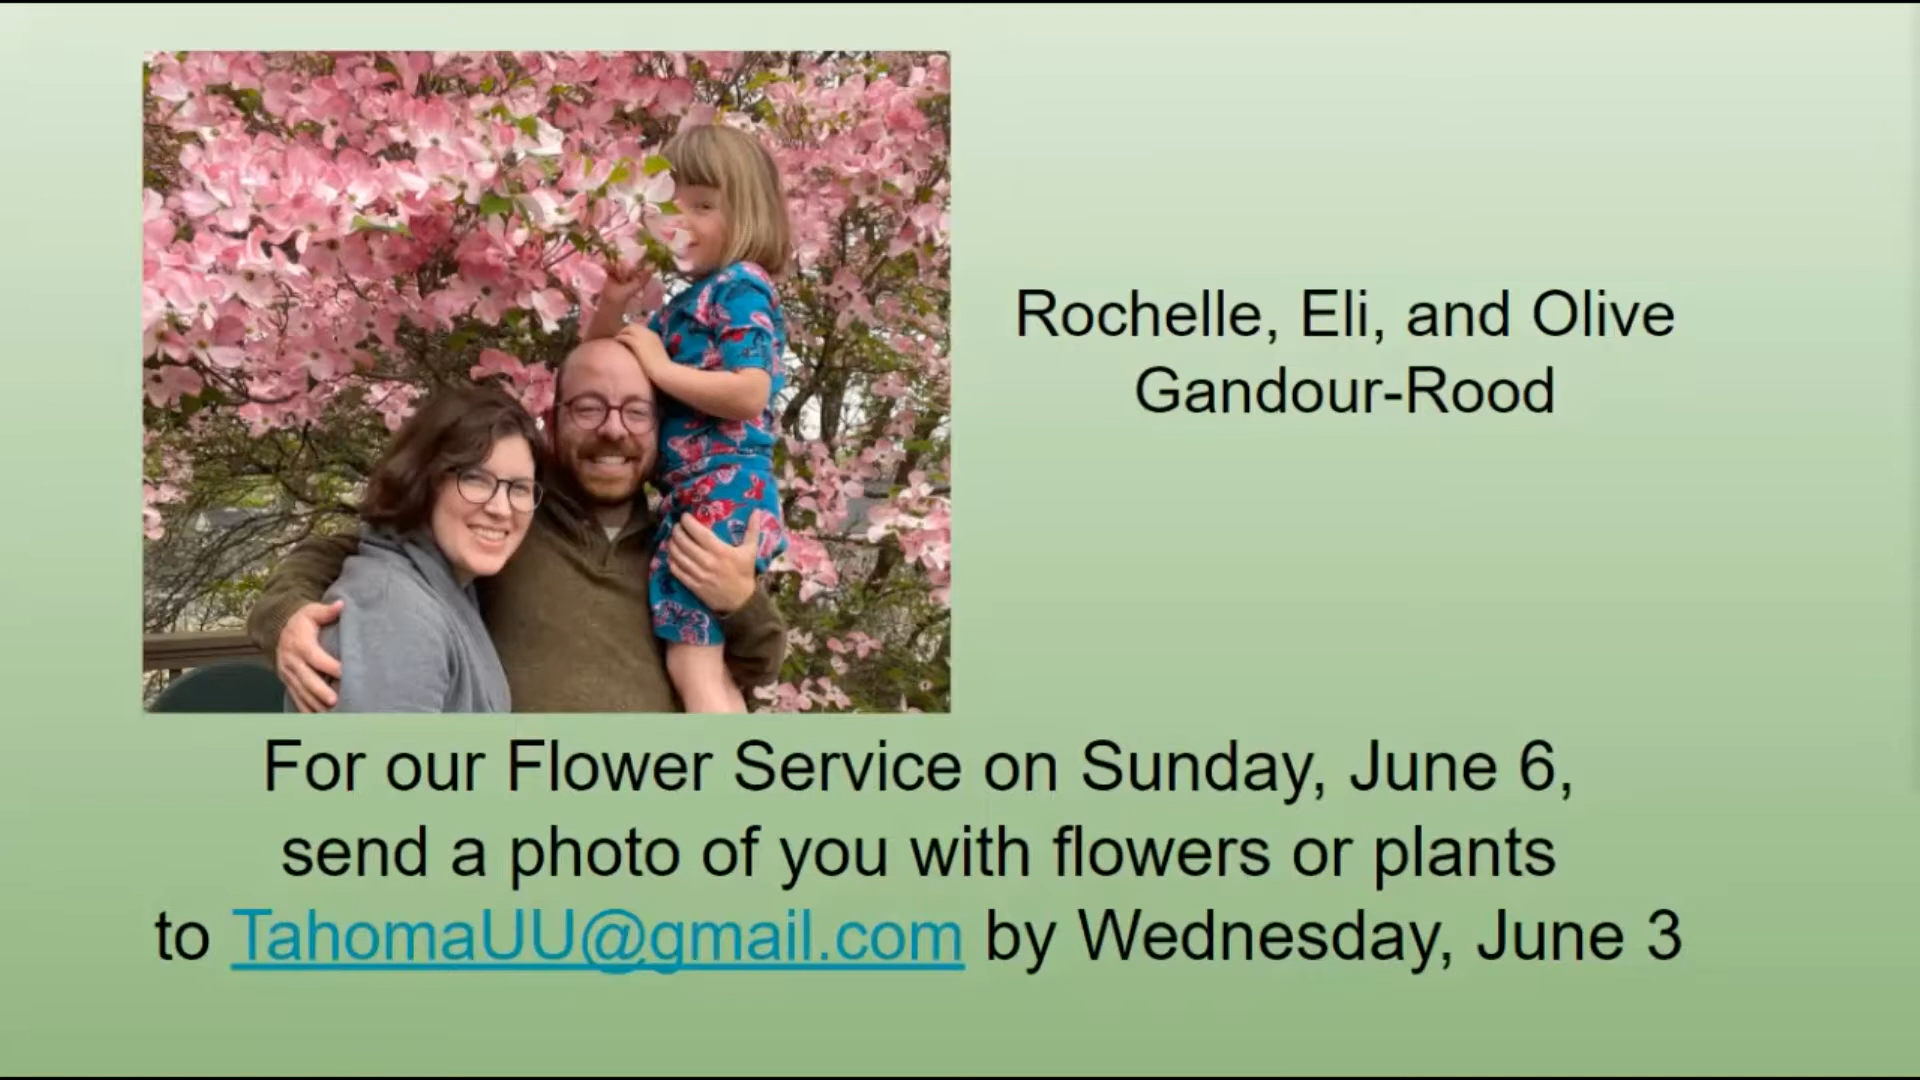 Rochelle, Eli, and Olive
Gandour-Rood
For our Flower Service on Sunday, June 6,
send a photo of you with flowers or plants
to TahomaUU@gmail.com by Wednesday, June 3